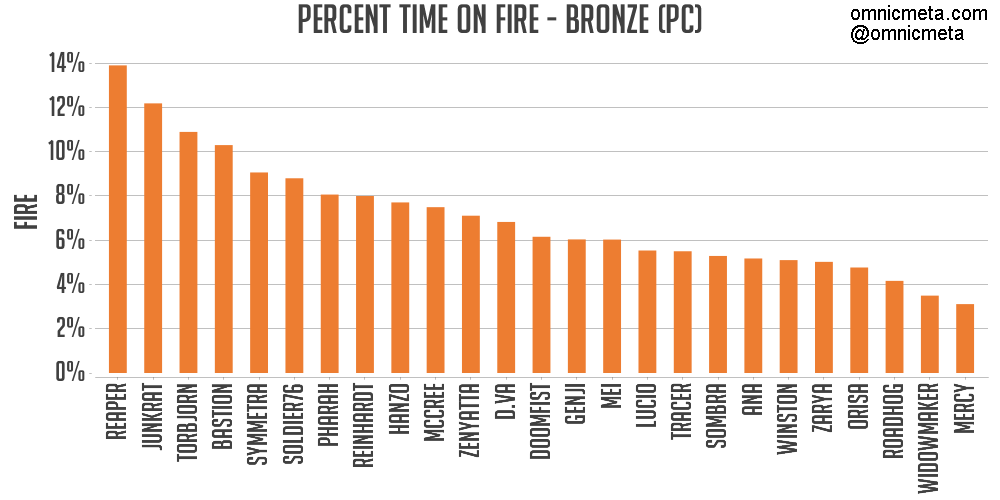 PERCENT TIME ON FIRE - BRONZE (PC)
omnicmeta.com
@omnicmeta
14%
12%
10%
8%
6%
4%
2%
0%
FIRE
REAPER
JUNKRAT
TORBJORN
BASTION
SYMMETRA
SOLDIER76
PHARAH
REINHARDT
HANZO
MCCREE
ZENYATTA
D.VA
DOOMFIST
GENJI
MEI
LUCIO
TRACER
SOMBRA
ANA
WINSTON
ZARYA
ORISA
ROADHOG
WIDOWMAKER
MERCY